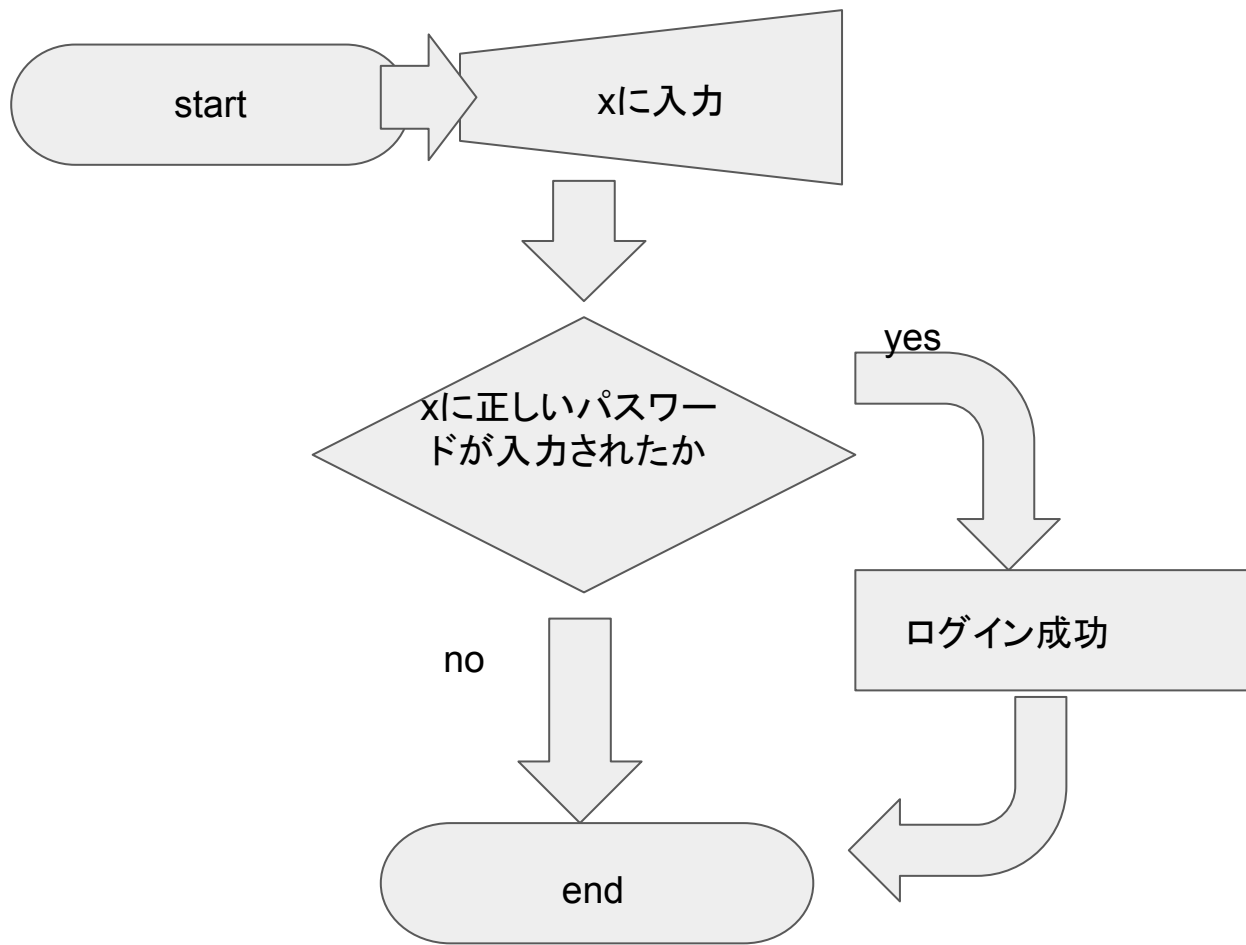 start
xに入力
yes
xに正しいパスワー
ドが入力されたか
ログイン成功
no
end